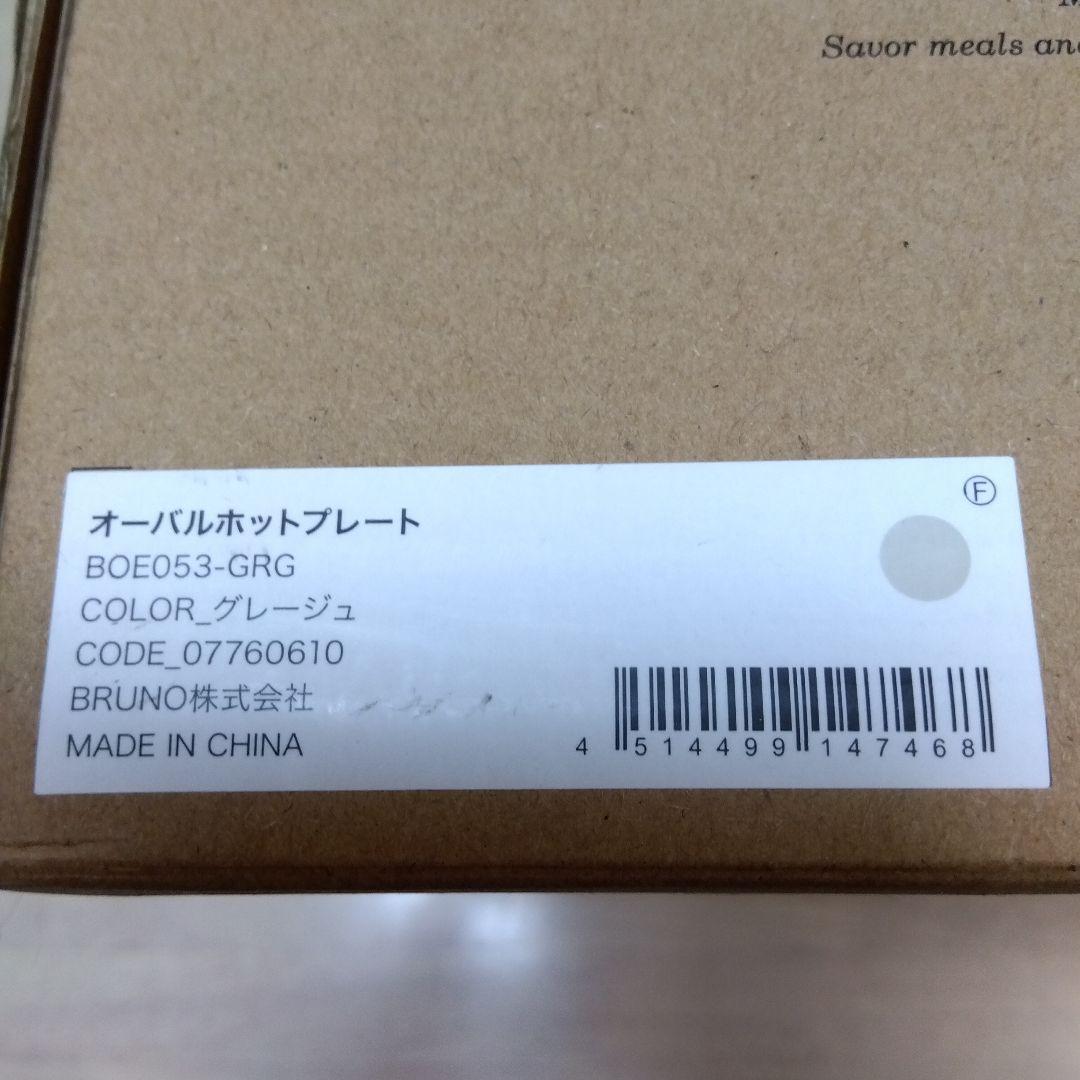 Savor meals and
Ⓕ
オーバルホットプレート
BOE053-GRG
COLOR_グレージュ
CODE_07760610
BRUNO株式会社
MADE IN CHINA
4 514499 147468